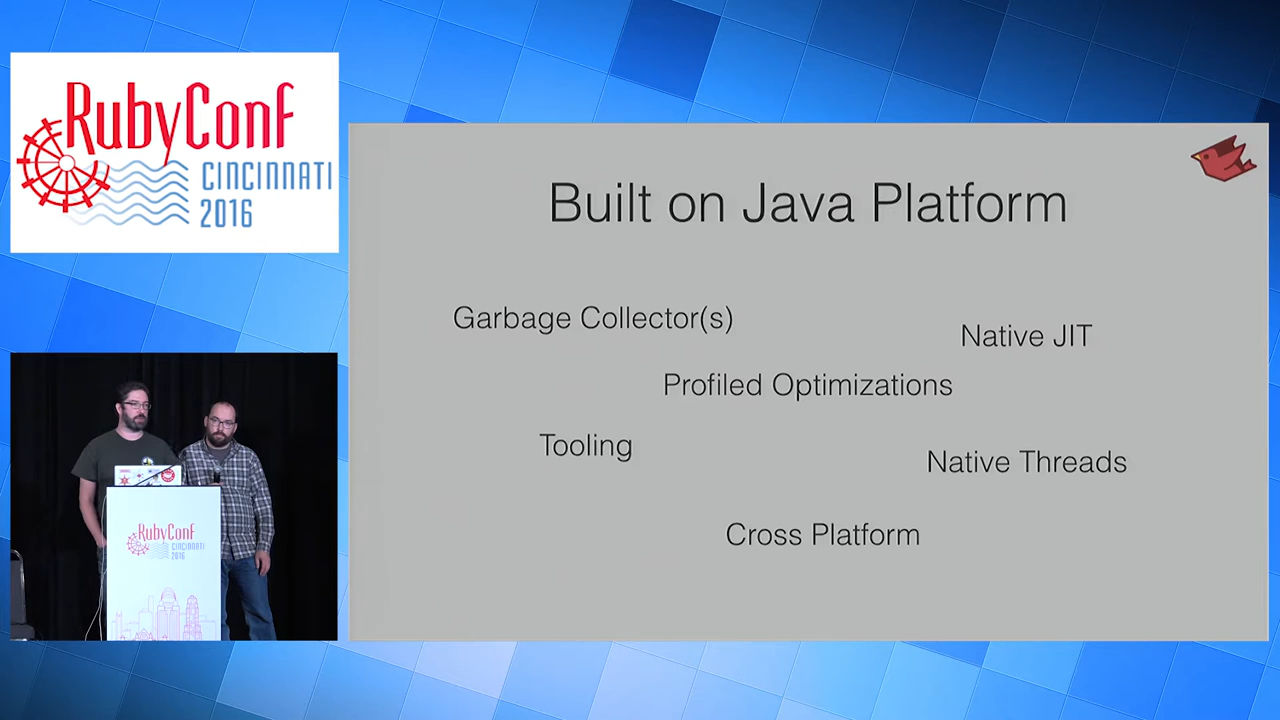 RubyConf
CINCINNATI
2016
Built on Java Platform
Garbage Collector(s)
Native JIT
Profiled Optimizations
Tooling
Native Threads
Cross Platform
RubyConf
CINCINNATI
2016